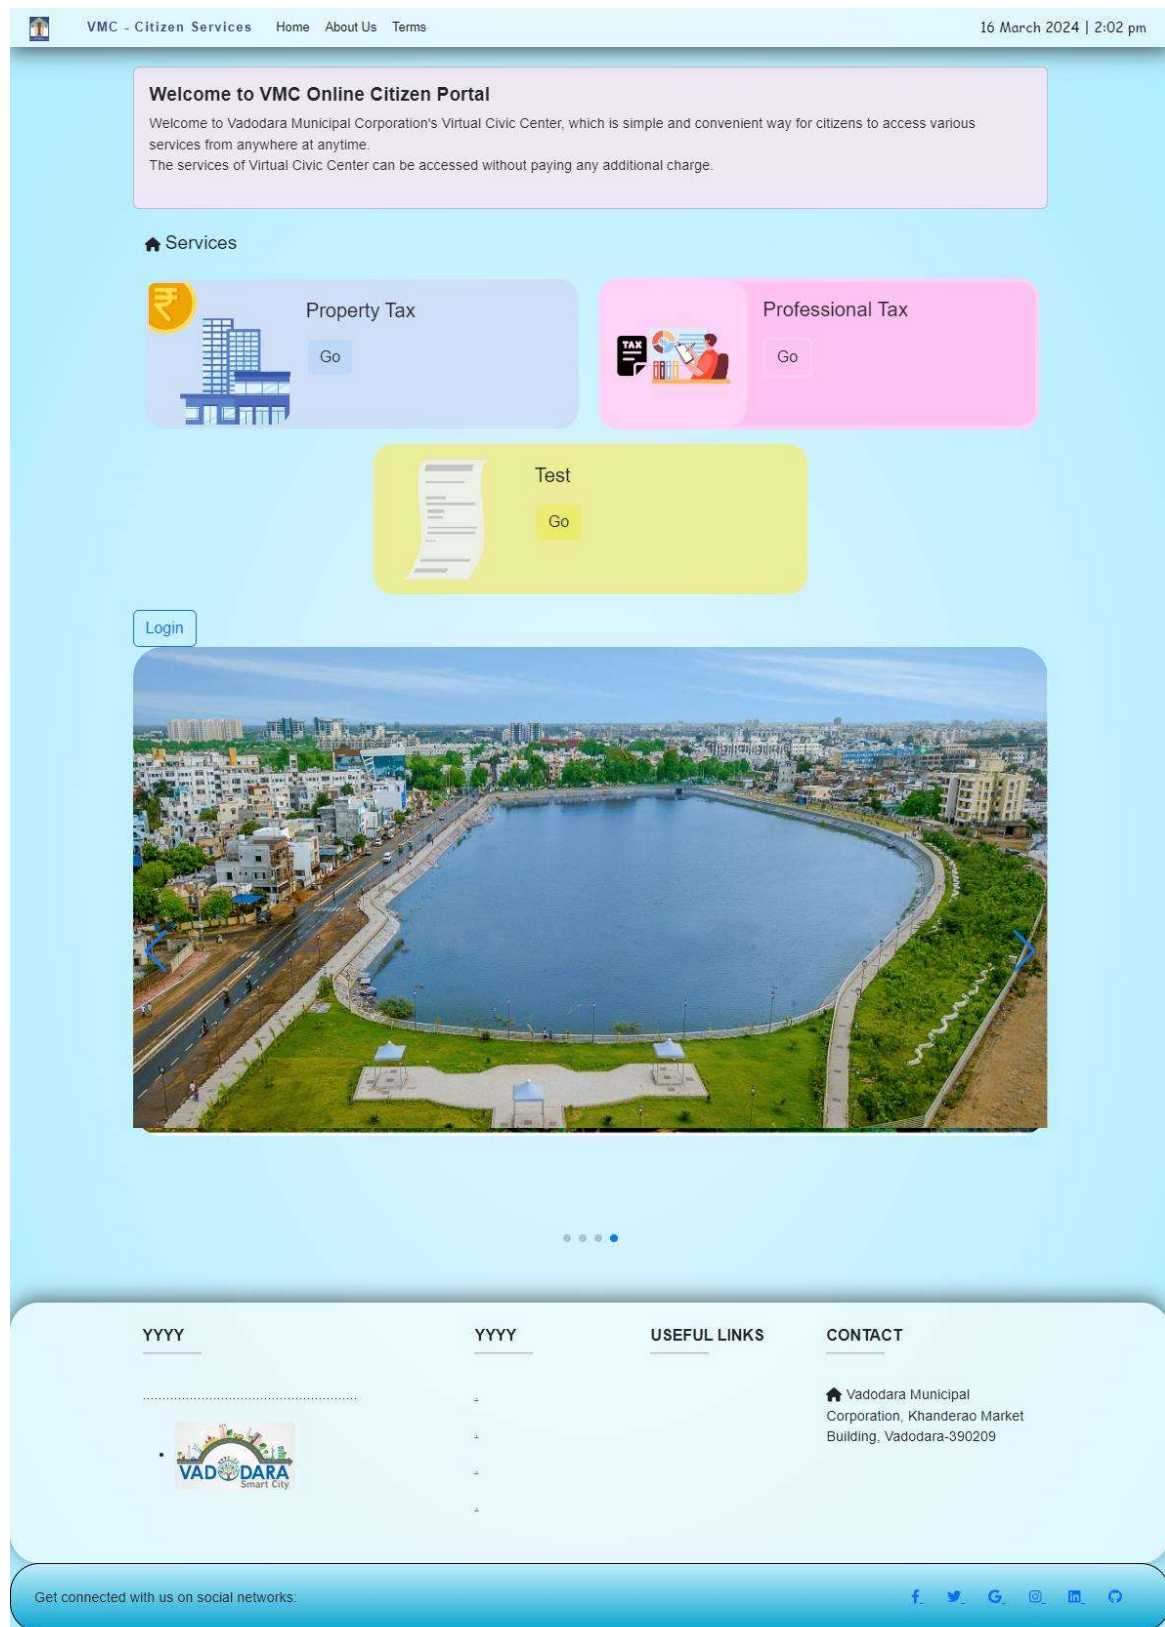 VMC - Citizen Services Home About Us Terms 16 March 2024 | 2:02 pm
Welcome to VMC Online Citizen Portal
Welcome to Vadodara Municipal Corporation's Virtual Civic Center, which is simple and convenient way for citizens to access various
services from anywhere at anytime.
The services of Virtual Civic Center can be accessed without paying any additional charge.
Services
Property Tax
Go
TAX
Professional Tax
Go
Test
Go
Login
YYYY
VADODARA
Smart City
YYYY
USEFUL LINKS
CONTACT
Vadodara Municipal
Corporation, Khanderao Market
Building, Vadodara-390209
Get connected with us on social networks: